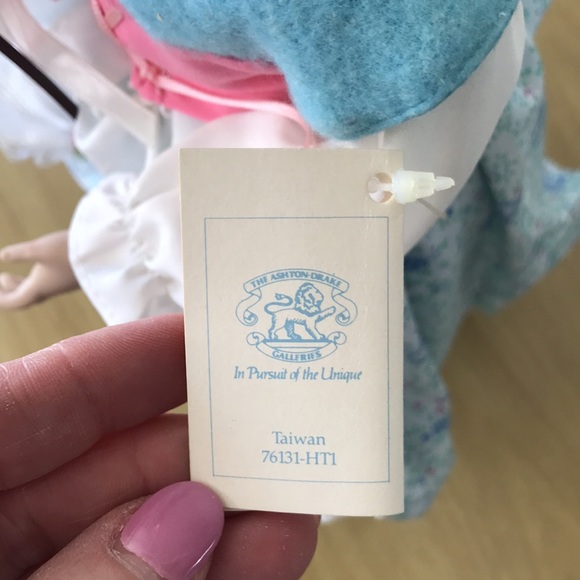 THE ASHTON-DRAKE
GALLERIES
In Pursuit of the Unique
Taiwan
76131-HT1